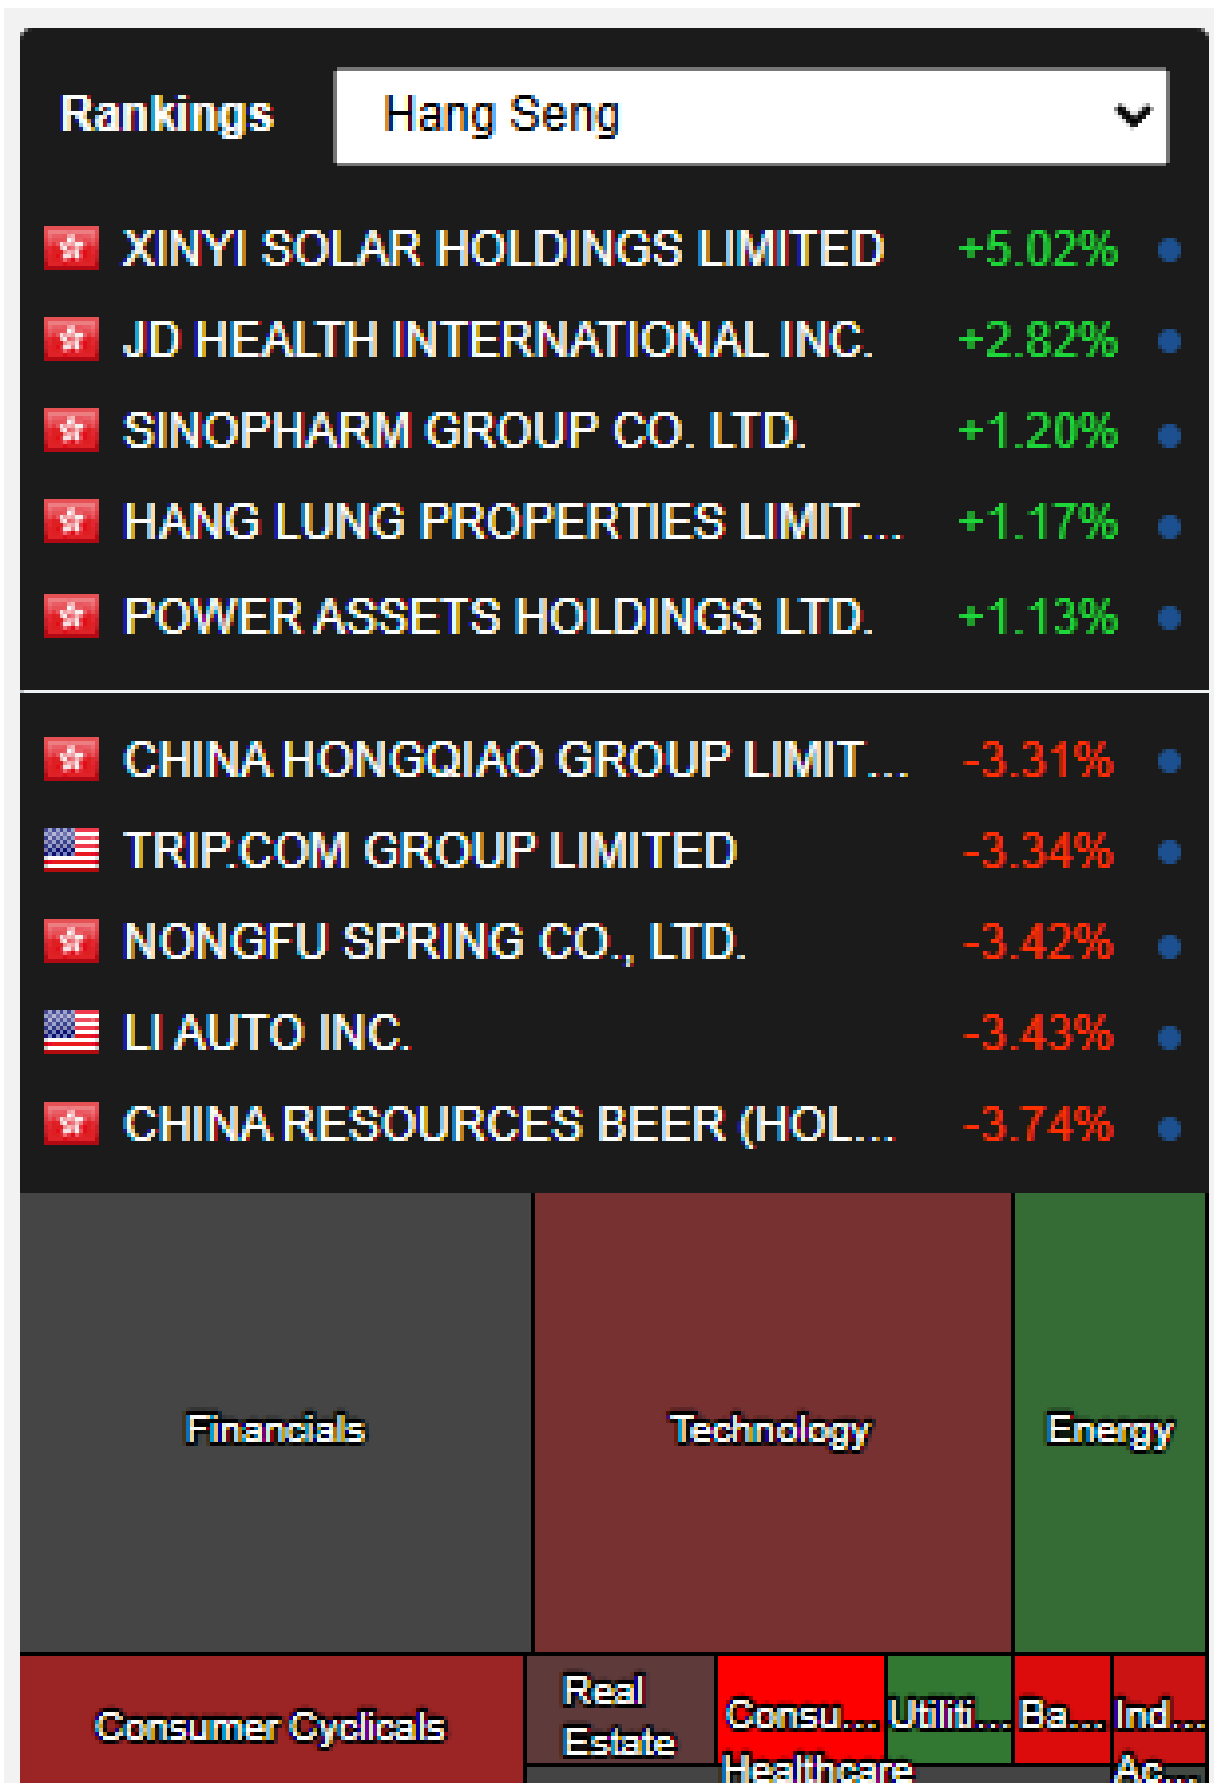 Rankings Hang Seng
XINYI SOLAR HOLDINGS LIMITED +5.02%
JD HEALTH INTERNATIONAL INC. +2.82%
SINOPHARM GROUP CO. LTD. +1.20%
HANG LUNG PROPERTIES LIMIT... +1.17%
POWER ASSETS HOLDINGS LTD. +1.13%
CHINA HONGQIAO GROUP LIMIT... -3.31%
TRIP.COM GROUP LIMITED -3.34%
NONGFU SPRING CO., LTD. -3.42%
LI AUTO INC. -3.43%
CHINA RESOURCES BEER (HOL... -3.74%
Financials
Technology
Energy
Consumer Cyclicals
Real
Estate
Consu...
Utiliti...
Ba...
Ind...
Healthcare
Ac...